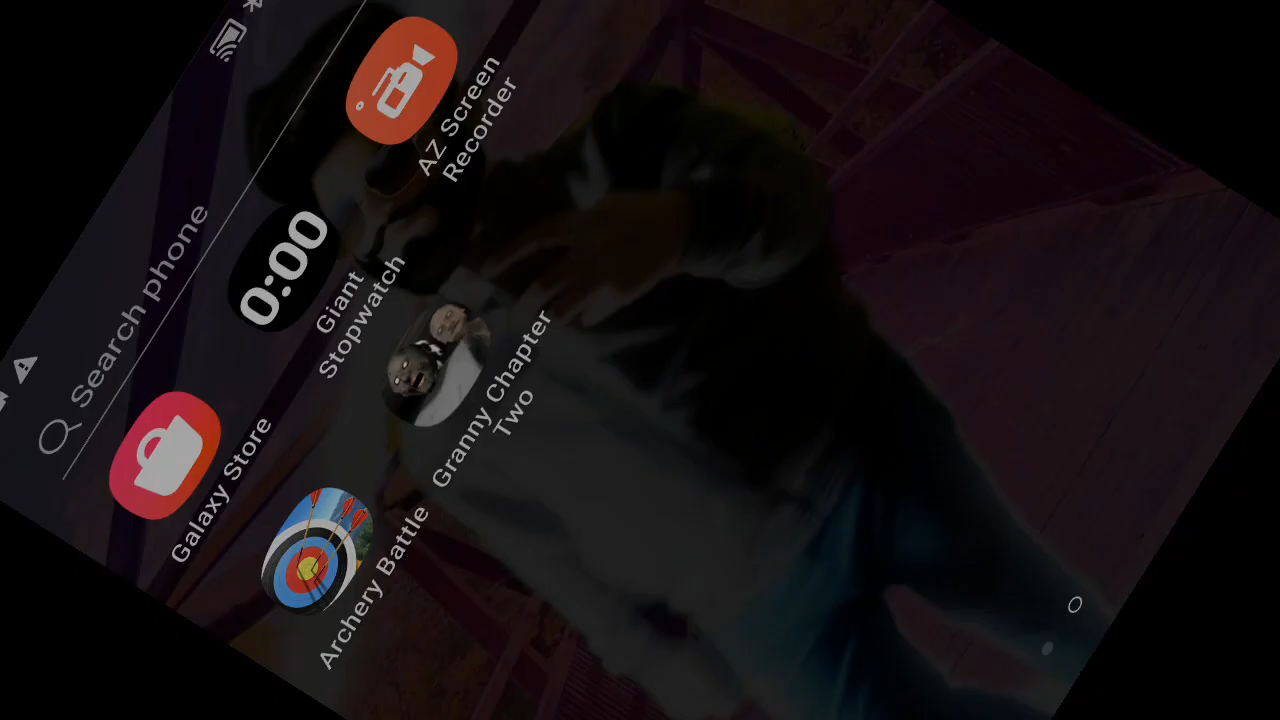 Search phone
Galaxy Store
0:00
Giant
Stopwatch
AZ Screen
Recorder
Archery Battle
Granny Chapter
Two